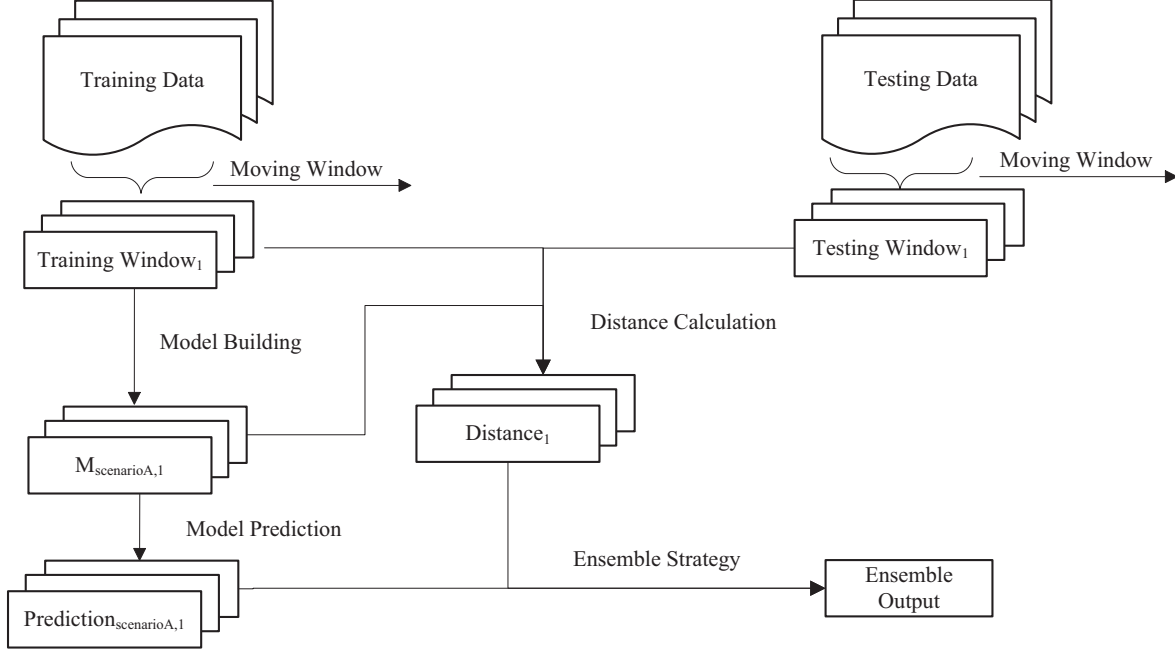 Training Data
Testing Data
Moving Window
Moving Window
Training Window₁
Testing Window₁
Model Building
Distance Calculation
Distance₁
MscenarioA,1
Model Prediction
Ensemble Strategy
Ensemble
Output
PredictionscenarioA,1